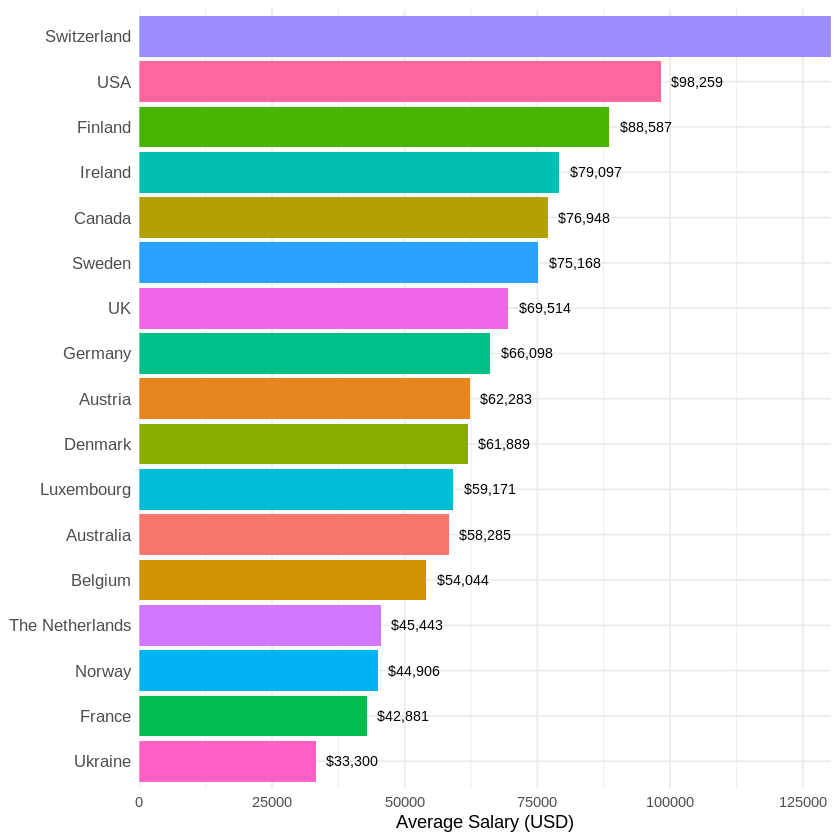 Switzerland
USA $98,259
Finland $88,587
Ireland $79,097
Canada $76,948
Sweden $75,168
UK $69,514
Germany $66,098
Austria $62,283
Denmark $61,889
Luxembourg $59,171
Australia $58,285
Belgium $54,044
The Netherlands $45,443
Norway $44,906
France $42,881
Ukraine $33,300
0 25000 50000 75000 100000 125000
Average Salary (USD)